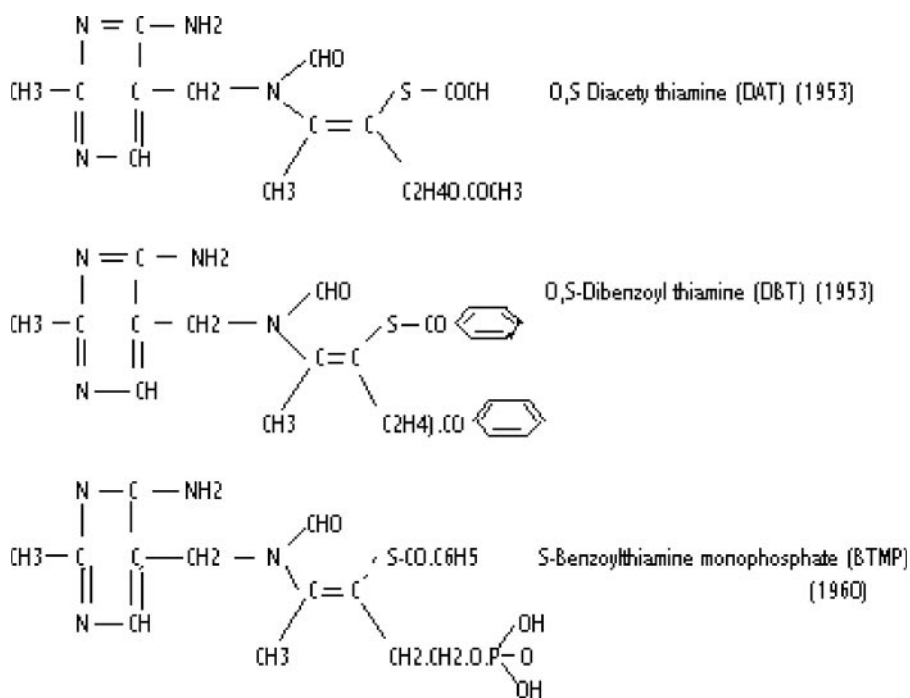 N = C - NH2
CHO
CH3 - C C - CH2 - N S - COCH O,S Diacety thiamine (DAT) (1953)
C = C
N - CH
CH3 C2H4O.COCH3
N = C - NH2
CHO O,S-Dibenzoyl thiamine (DBT) (1953)
CH3 - C C - CH2 - N S - CO
C = C
N - CH
CH3 C2H4).CO
N - C - NH2
CHO
CH3 - C C - CH2 - N S-CO.C6H5 S-Benzoylthiamine monophosphate (BTMP)
C = C (1960)
N - CH OH
CH3 CH2.CH2.O.P - O
OH